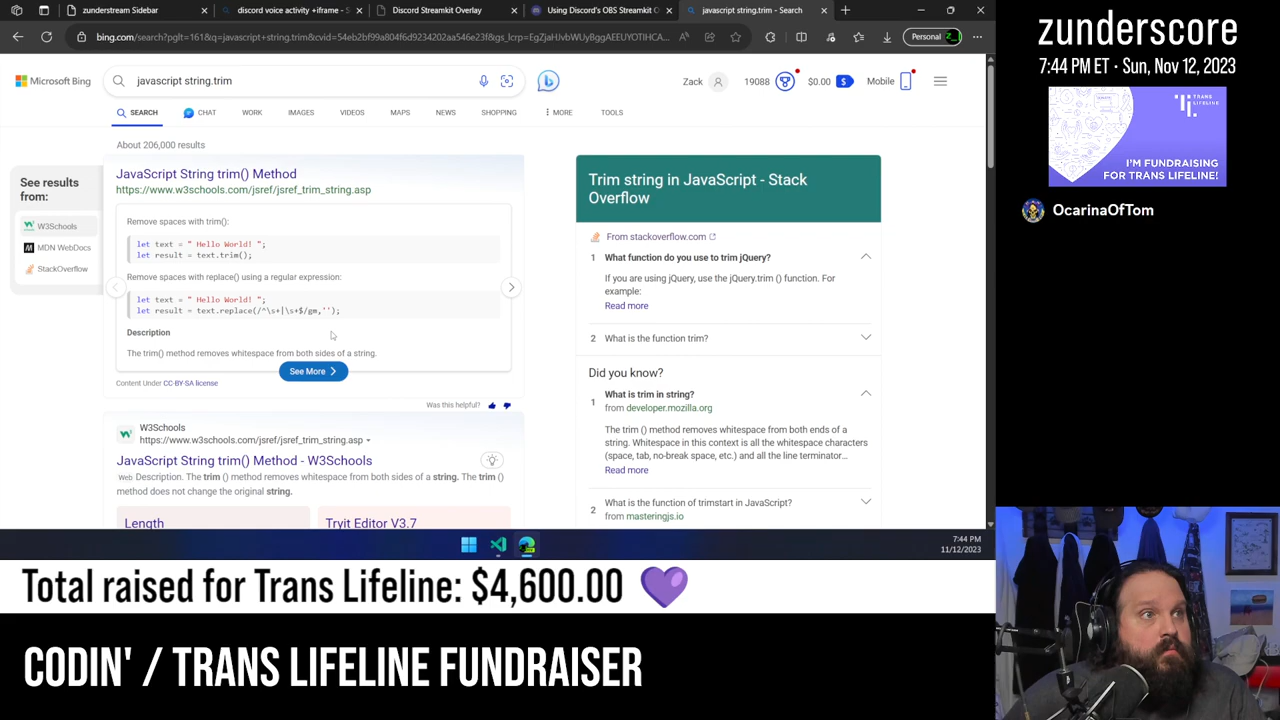 zunderstream Sidebar
discord voice activity +iframe - S
Discord Streamkit Overlay
Using Discord's OBS Streamkit O
javascript string.trim - Search
bing.com/search?pglt=161&q=javascript+string.trim&cvid=54eb2bf99a804f6d9234202aa546e23f&gs_lcrp=EgZjaHJvbWUyBggAEEUYOTIHCA...
Personal
Microsoft Bing
javascript string.trim
Zack
19088
$0.00
Mobile
SEARCH
CHAT
WORK
IMAGES
VIDEOS
MAPS
NEWS
SHOPPING
MORE
TOOLS
About 206,000 results
See results
from:
W3Schools
MDN WebDocs
StackOverflow
JavaScript String trim() Method
https://www.w3schools.com/jsref/jsref_trim_string.asp
Remove spaces with trim():
let text = " Hello World! ";
let result = text.trim();
Remove spaces with replace() using a regular expression:
let text = " Hello World! ";
let result = text.replace(/^\s+|\s+$/gm,'');
Description
The trim() method removes whitespace from both sides of a string.
See More
Content Under CC-BY-SA license
Was this helpful?
W3Schools
https://www.w3schools.com/jsref/jsref_trim_string.asp
JavaScript String trim() Method - W3Schools
Web Description. The trim () method removes whitespace from both sides of a string. The trim ()
method does not change the original string.
Length
Tryit Editor V3.7
Trim string in JavaScript - Stack
Overflow
From stackoverflow.com
1 What function do you use to trim jQuery?
If you are using jQuery, use the jQuery.trim () function. For
example:
Read more
2 What is the function trim?
Did you know?
1 What is trim in string?
from developer.mozilla.org
The trim () method removes whitespace from both ends of a
string. Whitespace in this context is all the whitespace characters
(space, tab, no-break space, etc.) and all the line terminator...
Read more
2 What is the function of trimstart in JavaScript?
from masteringjs.io
7:44 PM
11/12/2023
zunderscore
7:44 PM ET · Sun, Nov 12, 2023
TRANS
LIFELINE
I'M FUNDRAISING
FOR TRANS LIFELINE!
OcarinaOfTom
Total raised for Trans Lifeline: $4,600.00
CODIN' / TRANS LIFELINE FUNDRAISER